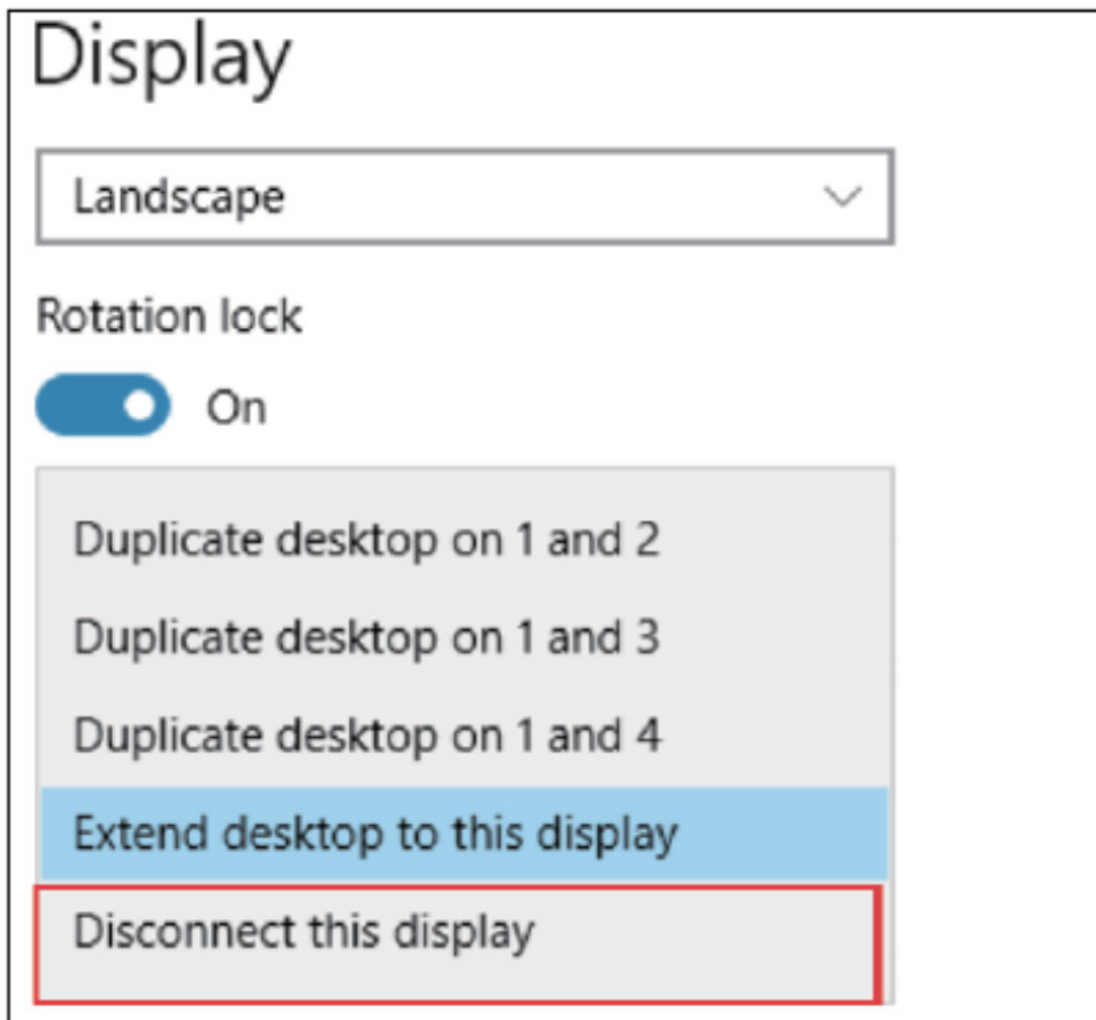 Display
Landscape
Rotation lock
On
Duplicate desktop on 1 and 2
Duplicate desktop on 1 and 3
Duplicate desktop on 1 and 4
Extend desktop to this display
Disconnect this display